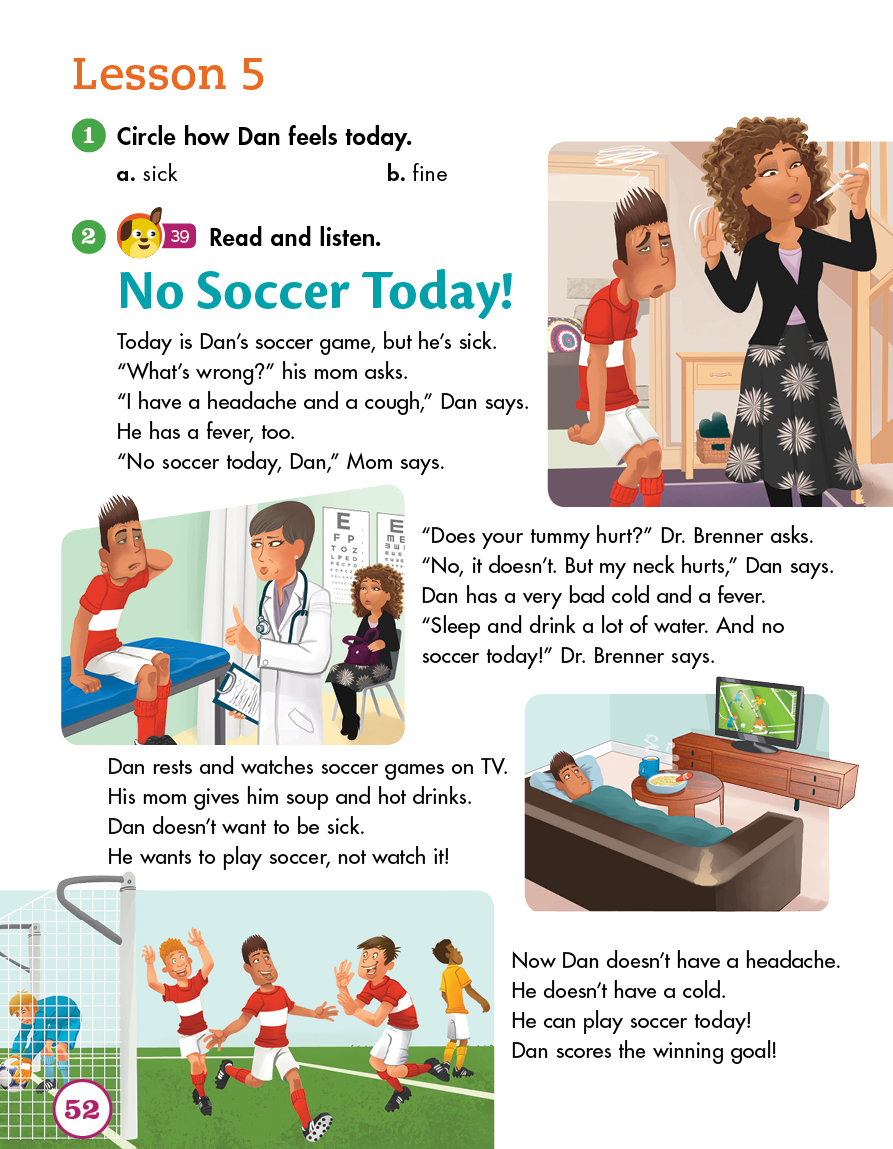 Lesson 5
1 Circle how Dan feels today.
a. sick b. fine
2 39 Read and listen.
No Soccer Today!
Today is Dan's soccer game, but he's sick.
“What's wrong?” his mom asks.
“I have a headache and a cough,” Dan says.
He has a fever, too.
“No soccer today, Dan,” Mom says.
E
F P
T O Z
L P E D
P E C F D
“Does your tummy hurt?” Dr. Brenner asks.
“No, it doesn't. But my neck hurts,” Dan says.
Dan has a very bad cold and a fever.
“Sleep and drink a lot of water. And no
soccer today!” Dr. Brenner says.
Dan rests and watches soccer games on TV.
His mom gives him soup and hot drinks.
Dan doesn't want to be sick.
He wants to play soccer, not watch it!
Now Dan doesn't have a headache.
He doesn't have a cold.
He can play soccer today!
Dan scores the winning goal!
52